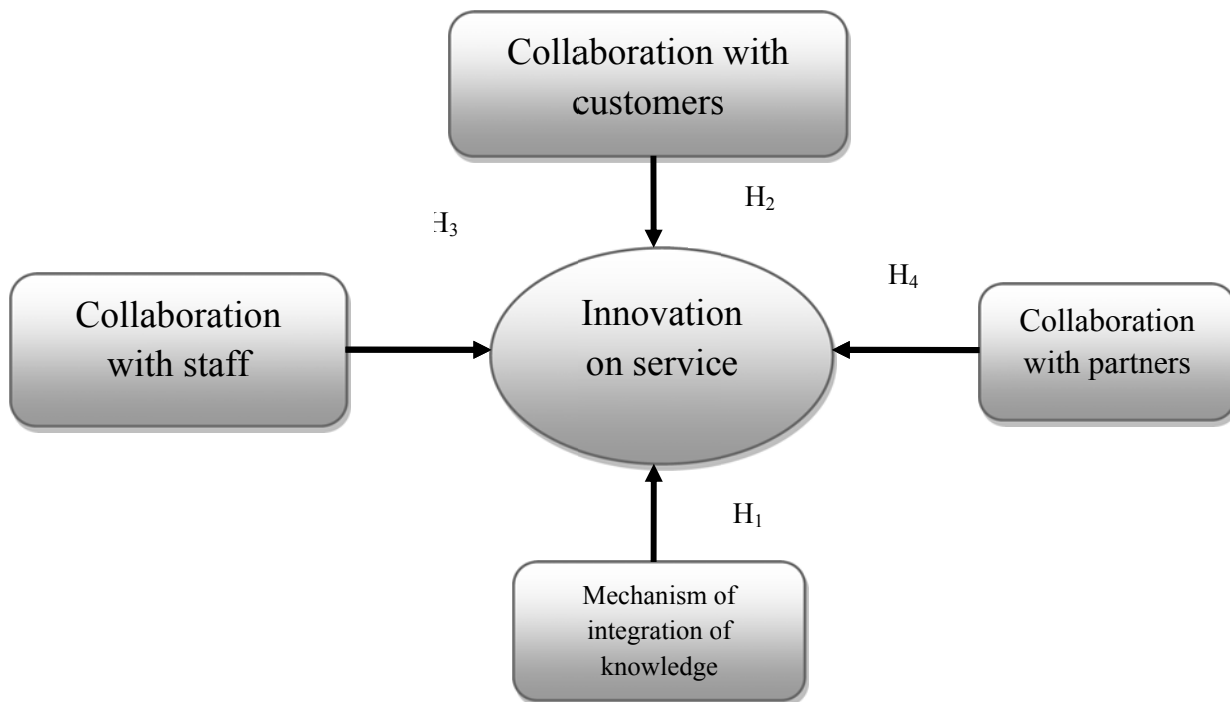 Collaboration with
customers
H2
H3
H4
Collaboration
with staff
Innovation
on service
Collaboration
with partners
H1
Mechanism of
integration of
knowledge